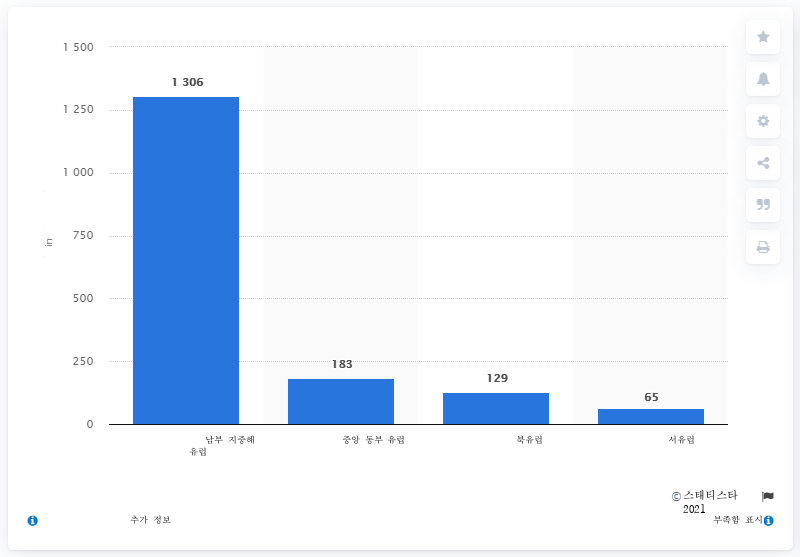 1 500
1 306
1 250
1 000
750
in
500
250
183
129
65
0
남부 지중해
유럽
중앙 동부 유럽
북유럽
서유럽
© 스태티스타
2021
추가 정보
부족함 표시